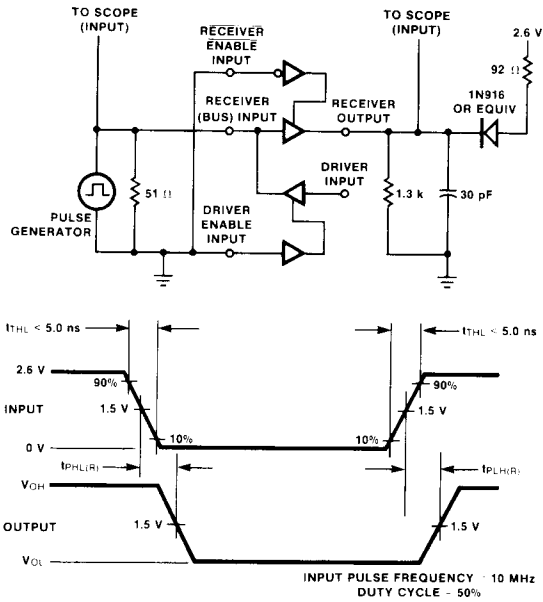 TO SCOPE
(INPUT)
RECEIVER
ENABLE
INPUT
TO SCOPE
(INPUT)
2.6 V
92 Ω
1N916
OR EQUIV
RECEIVER
(BUS) INPUT
RECEIVER
OUTPUT
DRIVER
INPUT
51 Ω
PULSE
GENERATOR
DRIVER
ENABLE
INPUT
1.3 k
30 pF
tTHL < 5.0 ns
tTHL < 5.0 ns
2.6 V
90%
90%
INPUT
1.5 V
1.5 V
0 V
10%
10%
tPHL(R)
tPLH(R)
VOH
OUTPUT
1.5 V
1.5 V
VOL
INPUT PULSE FREQUENCY - 10 MHz
DUTY CYCLE - 50%